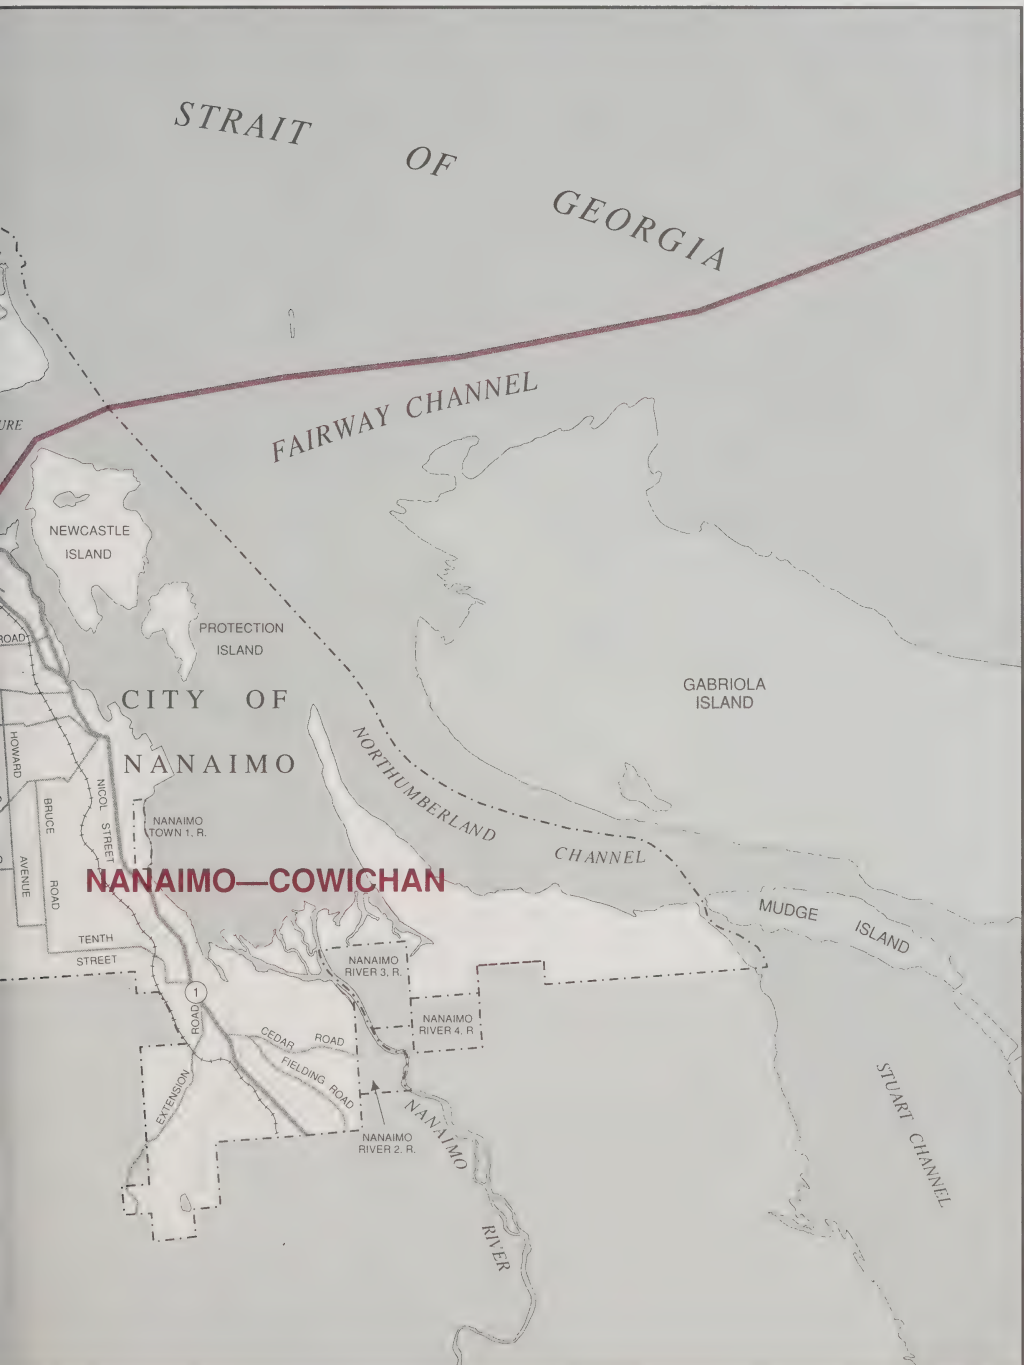 STRAIT OF GEORGIA
FAIRWAY CHANNEL
NEWCASTLE
ISLAND
ROAD
PROTECTION
ISLAND
CITY OF
NANAIMO
GABRIOLA
ISLAND
NORTHUMBERLAND CHANNEL
HOWARD
AVENUE
BRUCE ROAD
NICOL STREET
NANAIMO
TOWN 1. R.
NANAIMO—COWICHAN
MUDGE ISLAND
TENTH
STREET
NANAIMO
RIVER 3, R.
1
NANAIMO
RIVER 4. R
CEDAR ROAD
FIELDING ROAD
EXTENSION ROAD
NANAIMO
RIVER 2. R.
NANAIMO RIVER
STUART CHANNEL